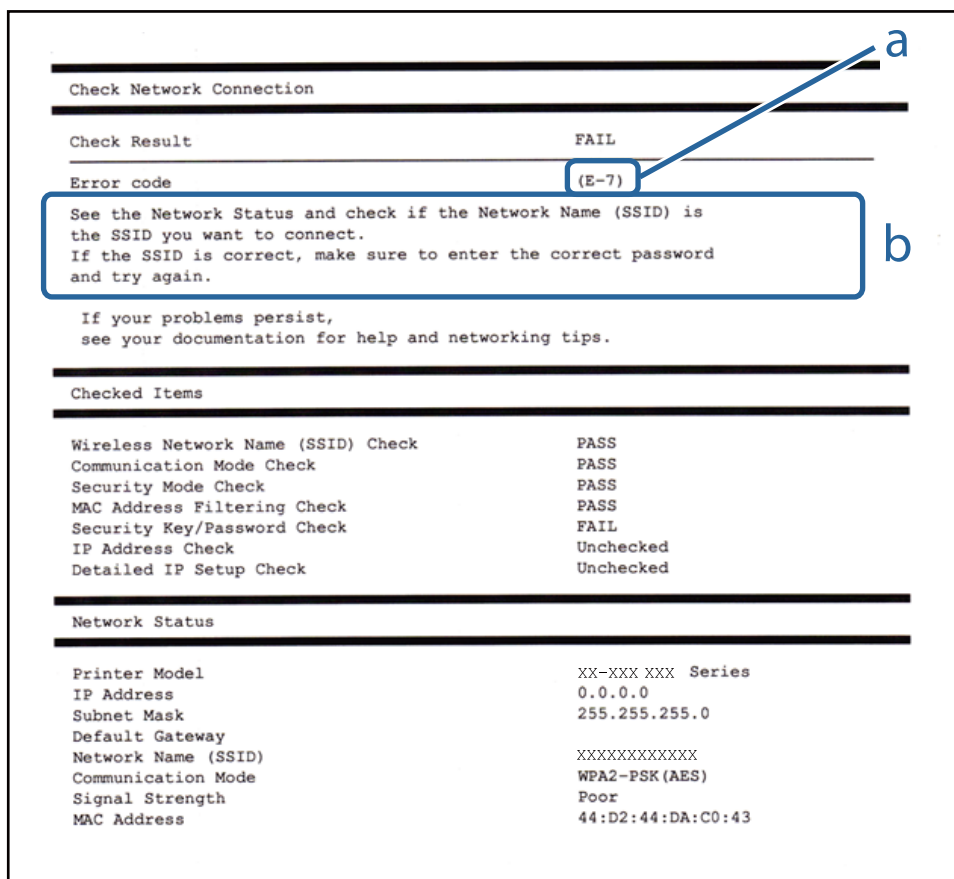 a
Check Network Connection
Check Result FAIL
Error code (E-7)
See the Network Status and check if the Network Name (SSID) is
the SSID you want to connect.
If the SSID is correct, make sure to enter the correct password
and try again.
b
If your problems persist,
see your documentation for help and networking tips.
Checked Items
Wireless Network Name (SSID) Check PASS
Communication Mode Check PASS
Security Mode Check PASS
MAC Address Filtering Check PASS
Security Key/Password Check FAIL
IP Address Check Unchecked
Detailed IP Setup Check Unchecked
Network Status
Printer Model XX-XXX XXX Series
IP Address 0.0.0.0
Subnet Mask 255.255.255.0
Default Gateway
Network Name (SSID) XXXXXXXXXXXX
Communication Mode WPA2-PSK(AES)
Signal Strength Poor
MAC Address 44:D2:44:DA:C0:43